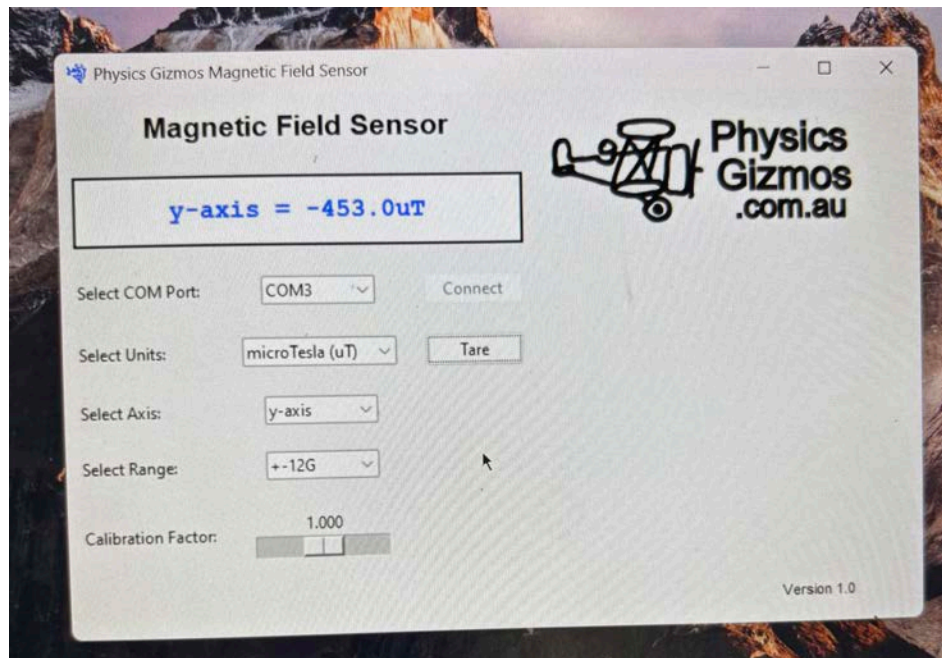 Physics Gizmos Magnetic Field Sensor
Magnetic Field Sensor
Physics
Gizmos
.com.au
y-axis = -453.0uT
Select COM Port: COM3 Connect
Select Units: microTesla (uT) Tare
Select Axis: y-axis
Select Range: +-12G
1.000
Calibration Factor:
Version 1.0